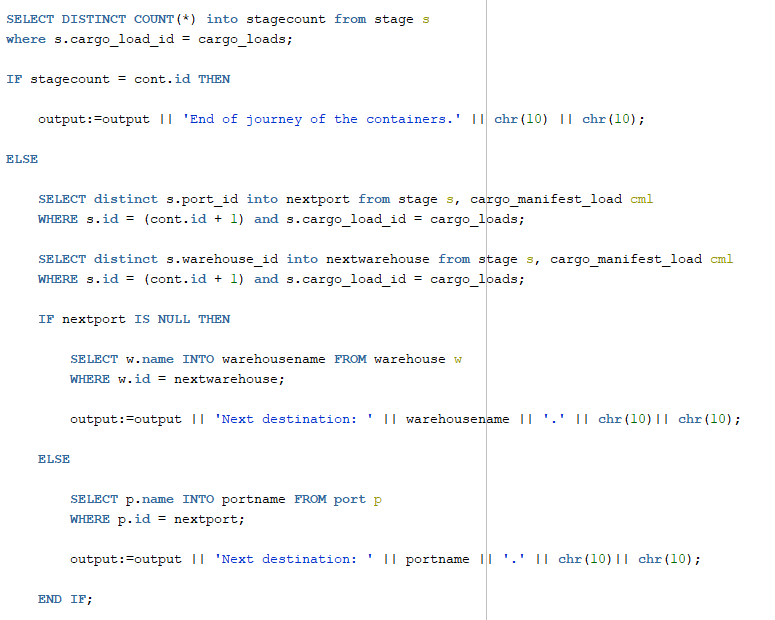 SELECT DISTINCT COUNT(*) into stagecount from stage s
where s.cargo_load_id = cargo_loads;
IF stagecount = cont.id THEN
output:=output || 'End of journey of the containers.' || chr(10) || chr(10);
ELSE
SELECT distinct s.port_id into nextport from stage s, cargo_manifest_load cml
WHERE s.id = (cont.id + 1) and s.cargo_load_id = cargo_loads;
SELECT distinct s.warehouse_id into nextwarehouse from stage s, cargo_manifest_load cml
WHERE s.id = (cont.id + 1) and s.cargo_load_id = cargo_loads;
IF nextport IS NULL THEN
SELECT w.name INTO warehousename FROM warehouse w
WHERE w.id = nextwarehouse;
output:=output || 'Next destination: ' || warehousename || '.' || chr(10)|| chr(10);
ELSE
SELECT p.name INTO portname FROM port p
WHERE p.id = nextport;
output:=output || 'Next destination: ' || portname || '.' || chr(10)|| chr(10);
END IF;